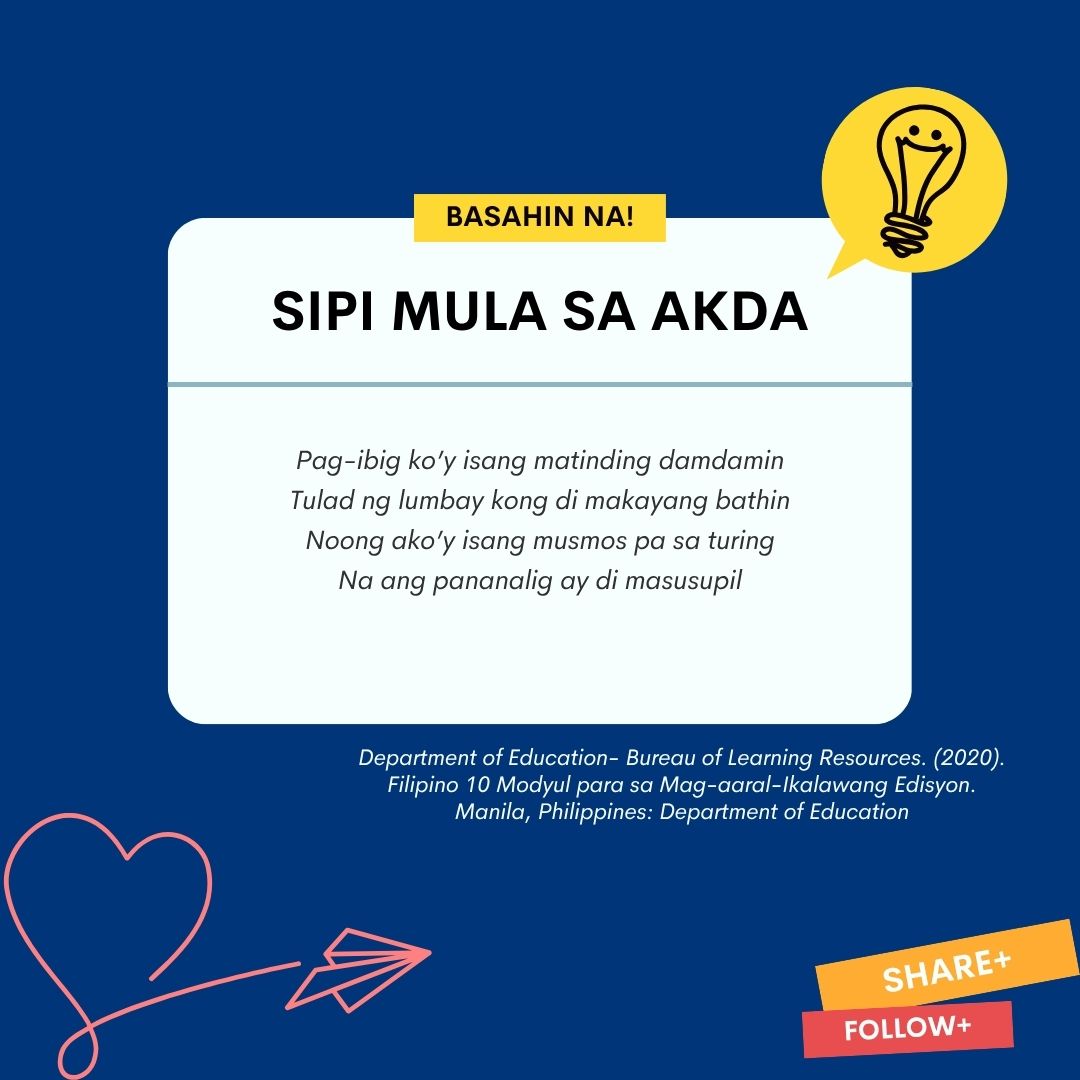 BASAHIN NA!
SIPI MULA SA AKDA
Pag-ibig ko'y isang matinding damdamin
Tulad ng lumbay kong di makayang bathin
Noong ako'y isang musmos pa sa turing
Na ang pananalig ay di masusupil
Department of Education- Bureau of Learning Resources. (2020).
Filipino 10 Modyul para sa Mag-aaral-Ikalawang Edisyon.
Manila, Philippines: Department of Education
SHARE+
FOLLOW+